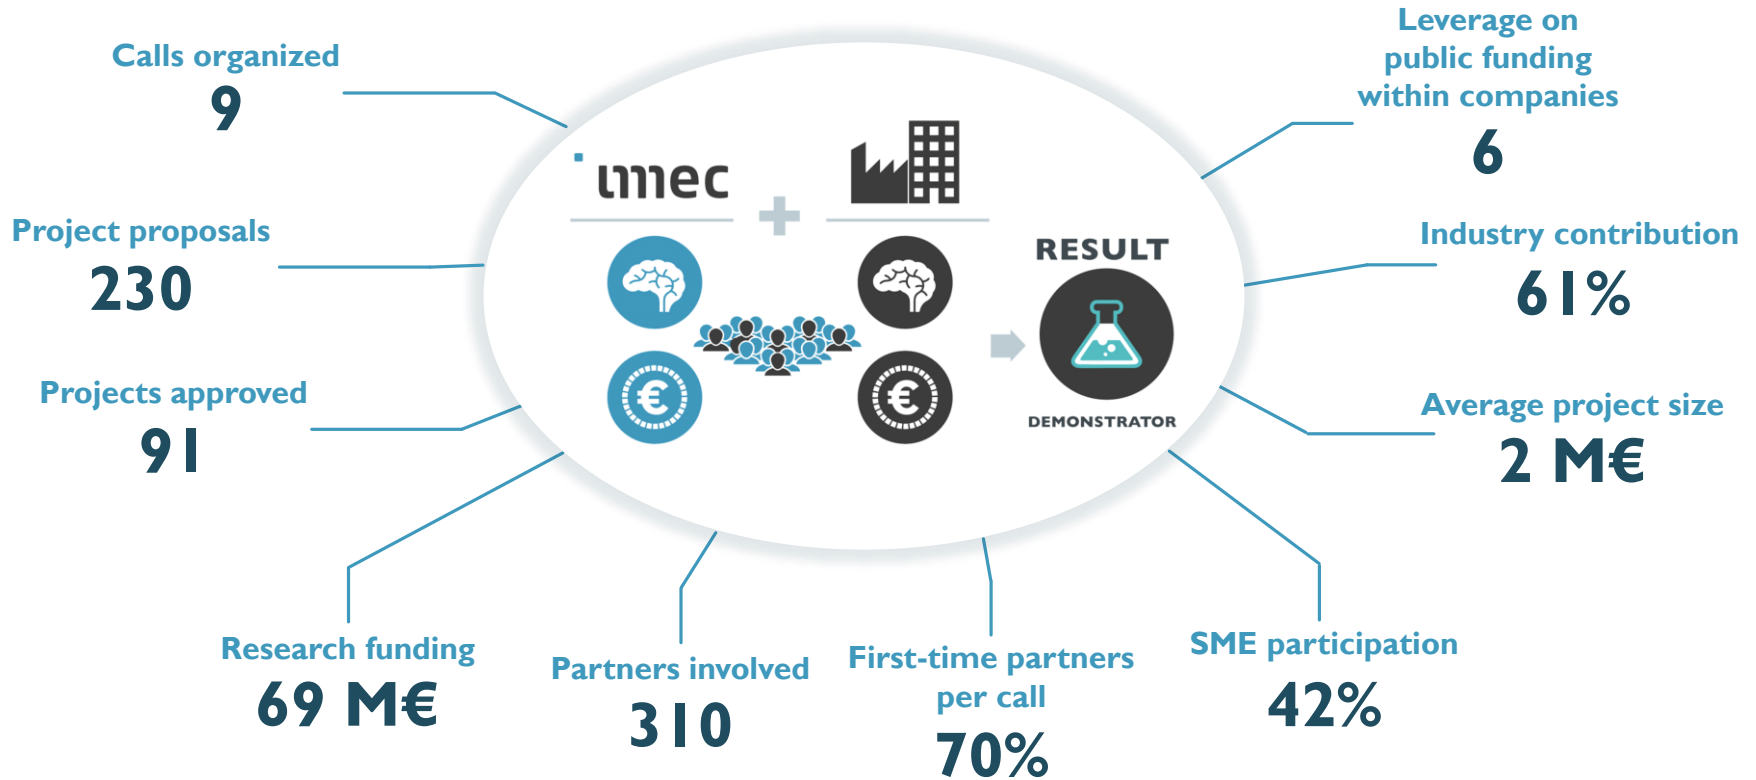 Calls organized
9
Project proposals
230
Projects approved
91
Research funding
69 M€
Partners involved
310
First-time partners
per call
70%
SME participation
42%
Average project size
2 M€
Industry contribution
61%
Leverage on
public funding
within companies
6
imec
+
€
€
RESULT
DEMONSTRATOR